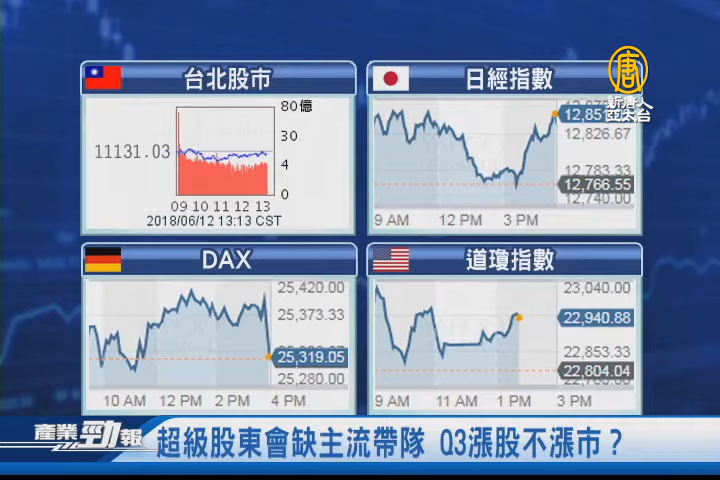 台北股市
80億
30
11131.03
4
0
09 10 11 12 13
2018/06/12 13:13 CST
日經指數
唐
新唐人
亞太台
12,826.67
12,783.33
12,766.55
12,740.00
9 AM 12 PM 3 PM
DAX
25,420.00
25,373.33
25,319.05
25,280.00
10 AM 12 PM 2 PM 4 PM
道瓊指數
23,040.00
22,940.88
22,853.33
22,804.04
9 AM 11 AM 1 PM 3 PM
產業勁報
超級股東會缺主流帶隊 Q3漲股不漲市？